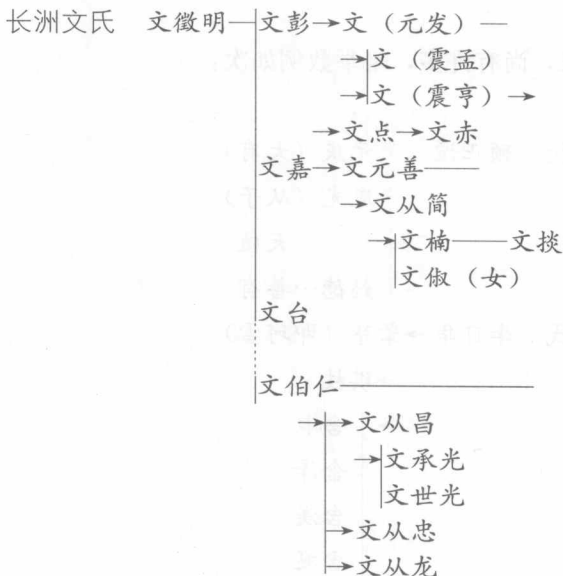 长洲文氏 文徵明 文彭 文（元发）
文（震孟）
文（震亨）
文点 文赤
文嘉 文元善
文从简
文楠 文掞
文俶（女）
文台
文伯仁
文从昌
文承光
文世光
文从忠
文从龙